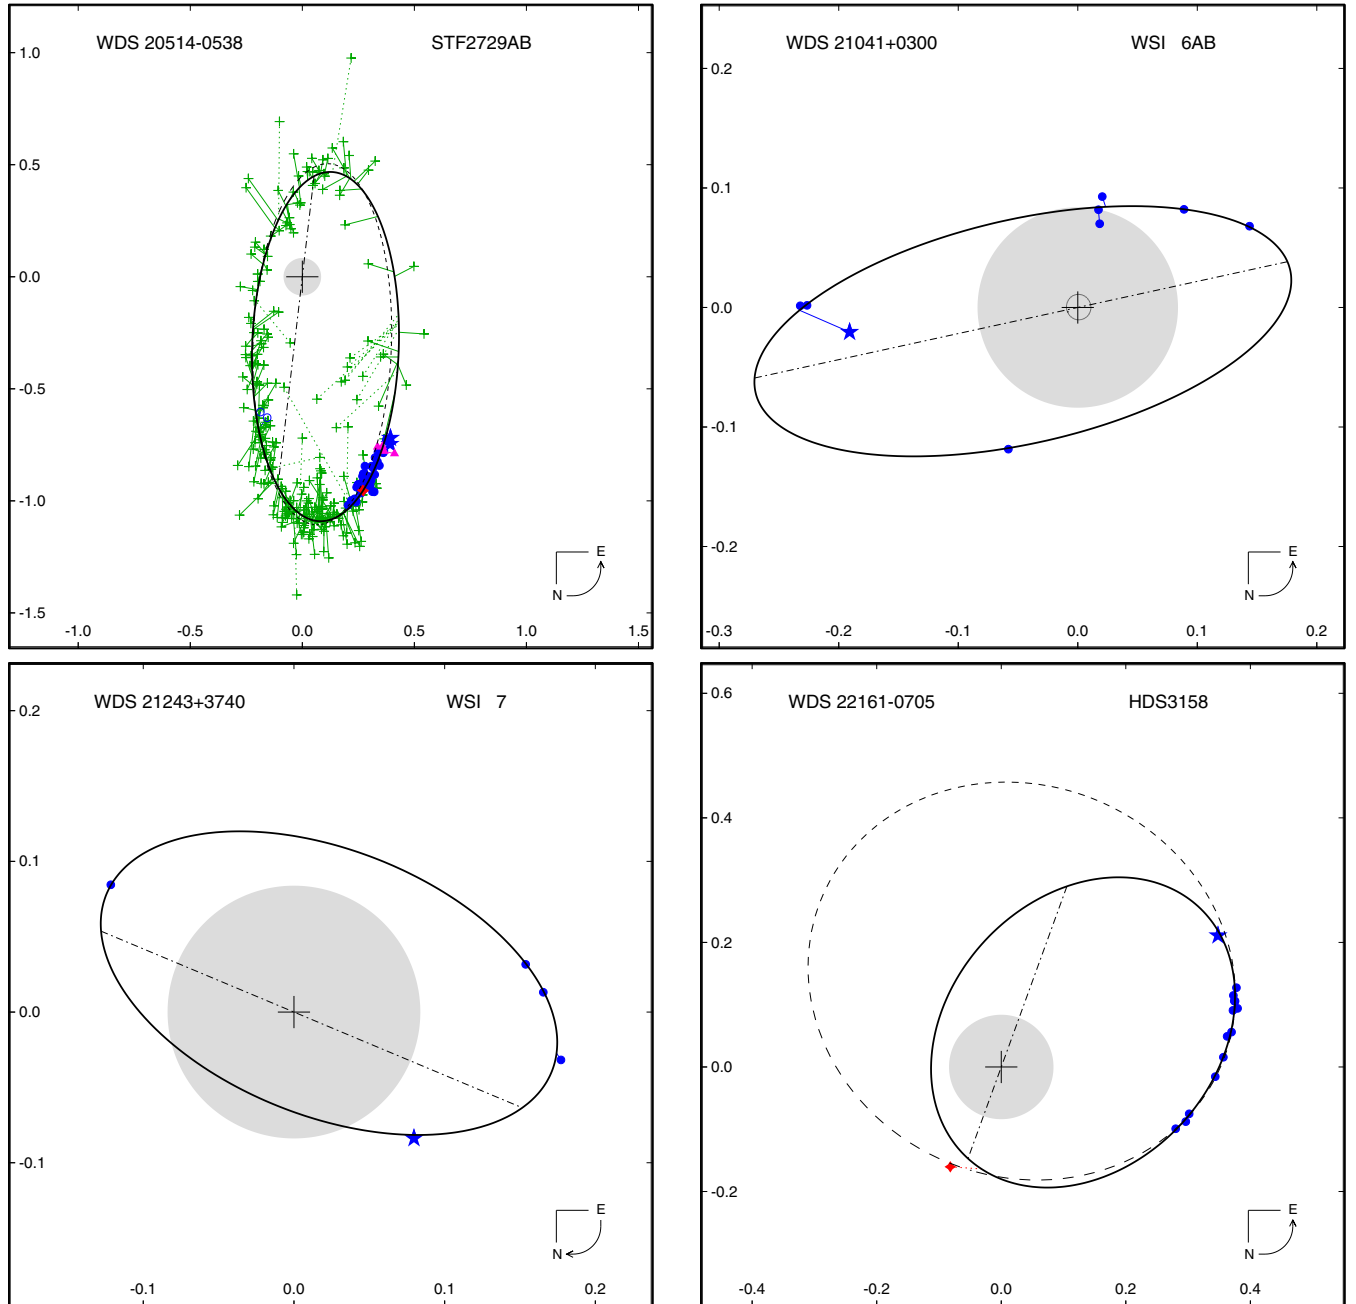 WDS 20514-0538 STF2729AB
1.0
0.5
0.0
-0.5
-1.0
-1.5
E
N
-1.0 -0.5 0.0 0.5 1.0 1.5
WDS 21041+0300 WSI 6AB
0.2
0.1
0.0
-0.1
-0.2
E
N
-0.3 -0.2 -0.1 0.0 0.1 0.2
WDS 21243+3740 WSI 7
0.2
0.1
0.0
-0.1
E
N
-0.1 0.0 0.1 0.2
WDS 22161-0705 HDS3158
0.6
0.4
0.2
0.0
-0.2
E
N
-0.4 -0.2 0.0 0.2 0.4